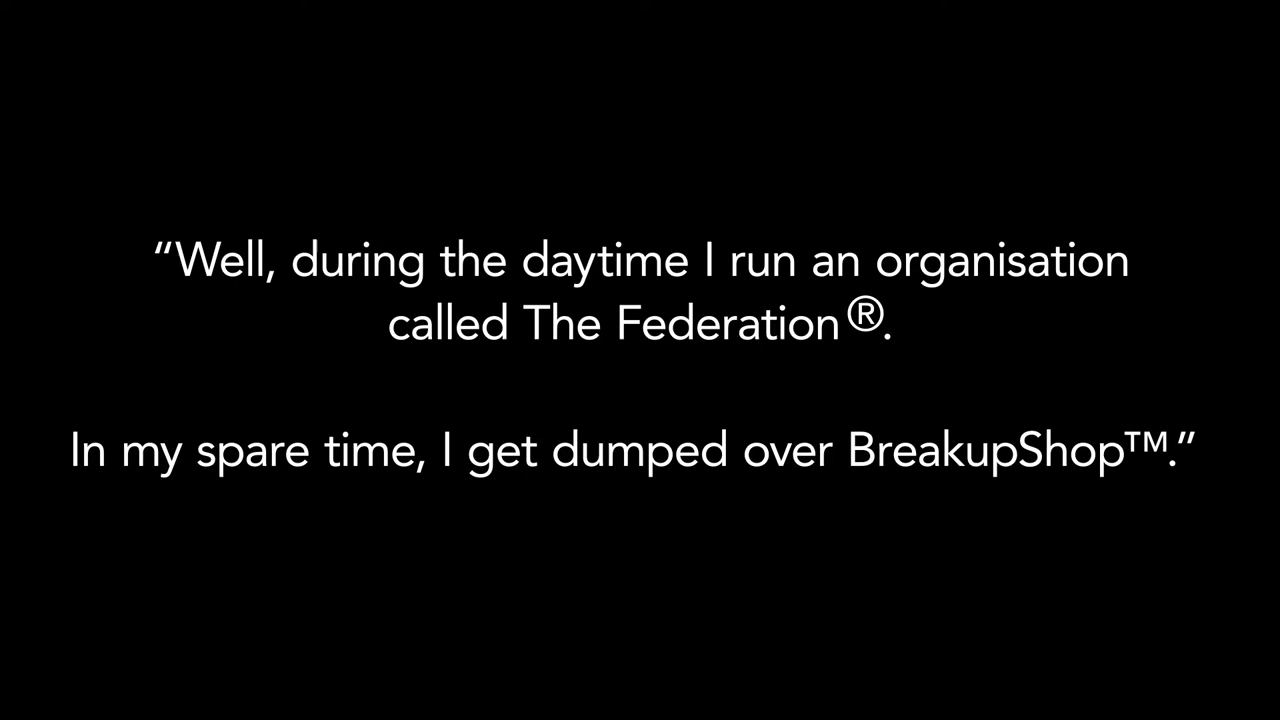 “Well, during the daytime I run an organisation
called The Federation ®.
In my spare time, I get dumped over BreakupShop™.”